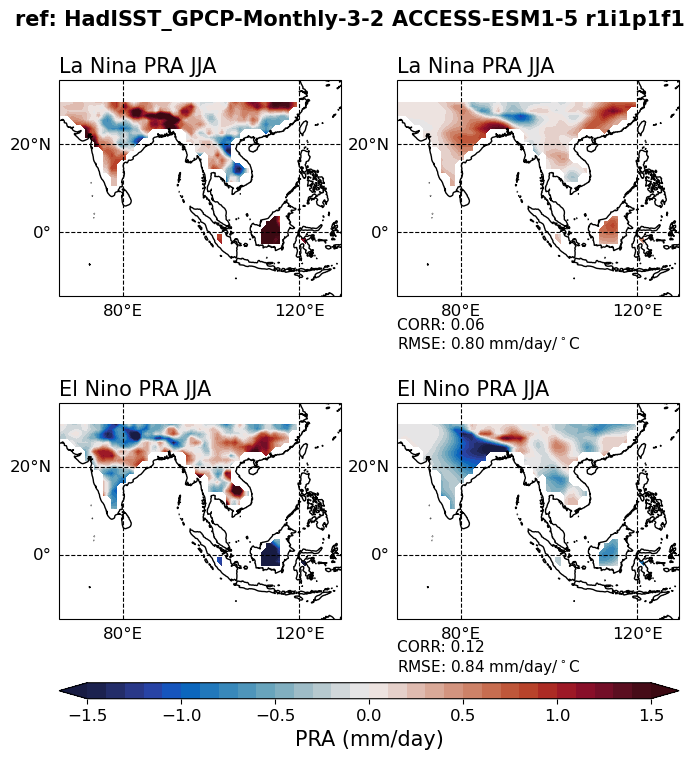 ref: HadISST_GPCP-Monthly-3-2 ACCESS-ESM1-5 r1i1p1f1
La Nina PRA JJA
La Nina PRA JJA
20°N
20°N
0°
0°
80°E
120°E
80°E
120°E
CORR: 0.06
RMSE: 0.80 mm/day/°C
El Nino PRA JJA
El Nino PRA JJA
20°N
20°N
0°
0°
80°E
120°E
80°E
120°E
CORR: 0.12
RMSE: 0.84 mm/day/°C
−1.5 −1.0 −0.5 0.0 0.5 1.0 1.5
PRA (mm/day)